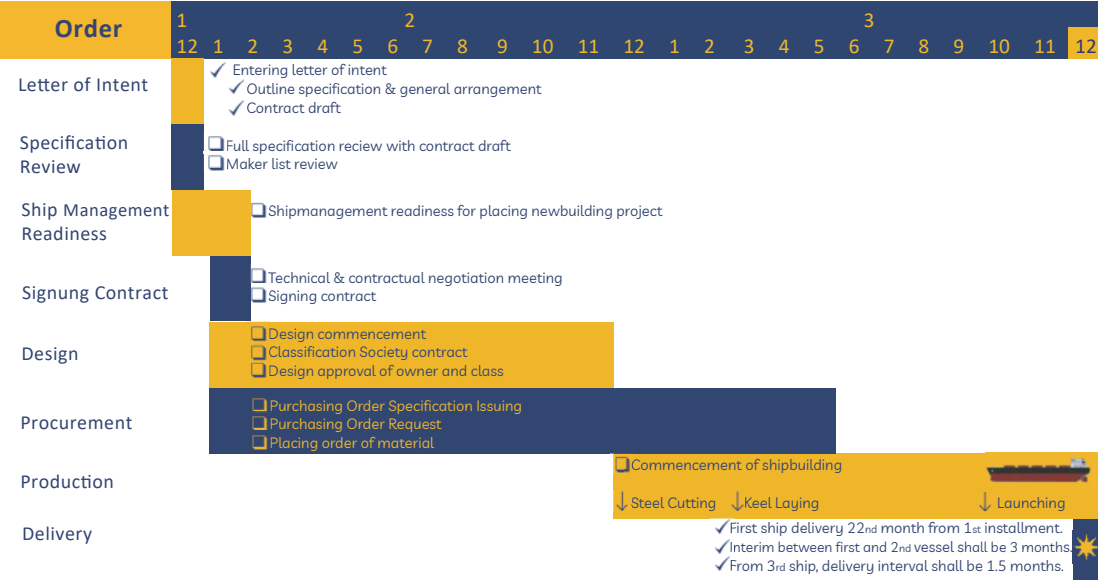 Order
1 2 3
12 1 2 3 4 5 6 7 8 9 10 11 12 1 2 3 4 5 6 7 8 9 10 11 12
Letter of Intent
Entering letter of intent
Outline specification & general arrangement
Contract draft
Specification
Review
Full specification reciew with contract draft
Maker list review
Ship Management
Readiness
Shipmanagement readiness for placing newbuilding project
Signung Contract
Technical & contractual negotiation meeting
Signing contract
Design
Design commencement
Classification Society contract
Design approval of owner and class
Procurement
Purchasing Order Specification Issuing
Purchasing Order Request
Placing order of material
Production
Commencement of shipbuilding
Steel Cutting Keel Laying Launching
Delivery
First ship delivery 22nd month from 1st installment.
Interim between first and 2nd vessel shall be 3 months.
From 3rd ship, delivery interval shall be 1.5 months.